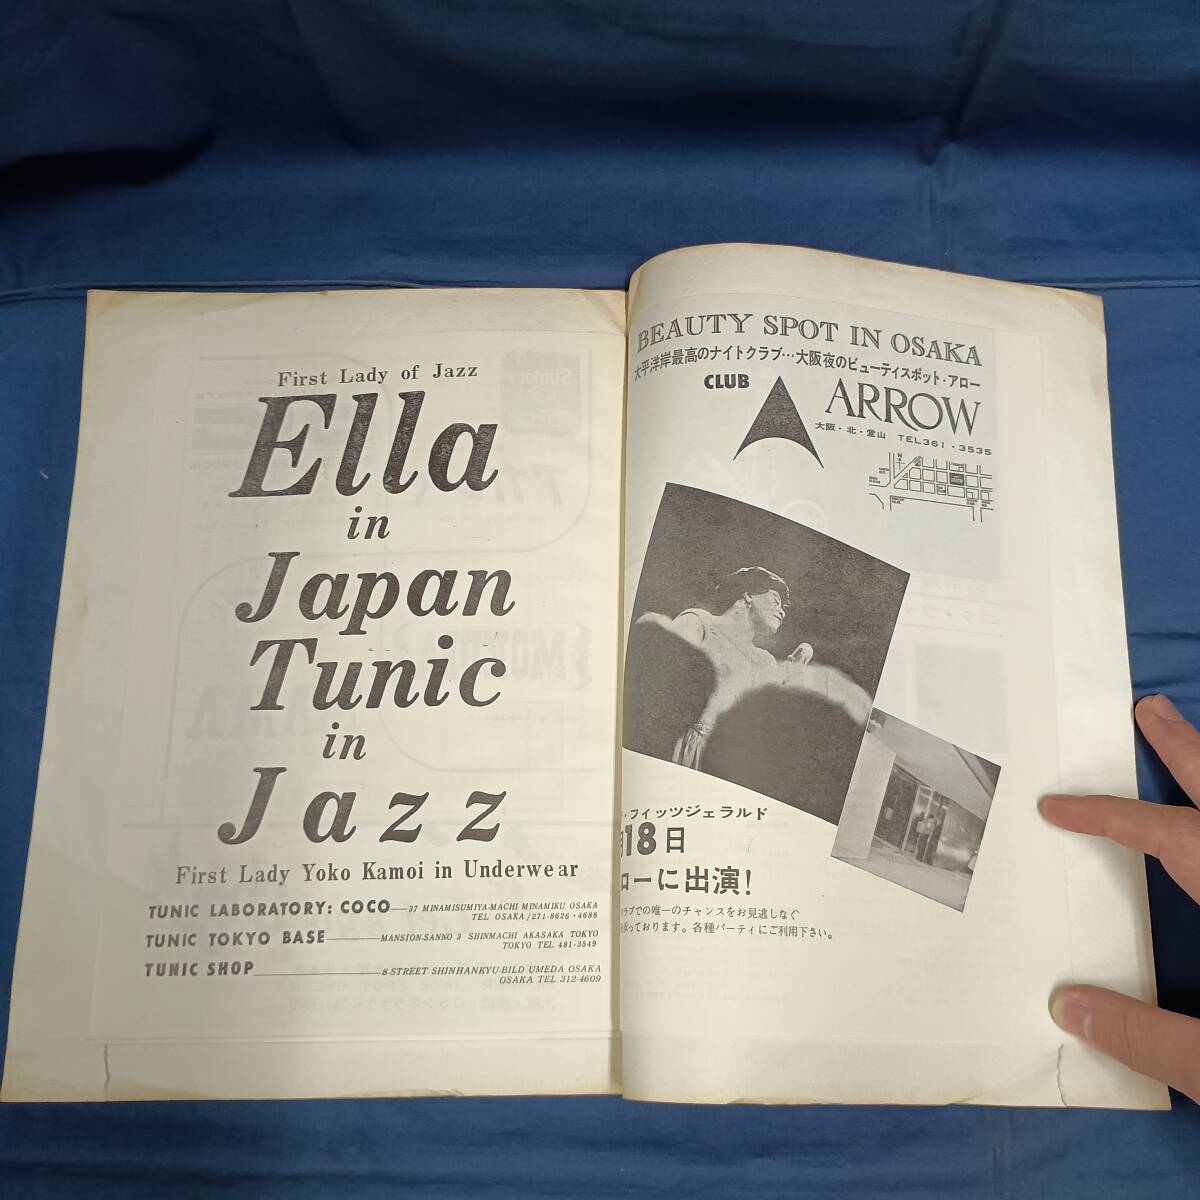 First Lady of Jazz
Ella
in
Japan
Tunic
in
Jazz
First Lady Yoko Kamoi in Underwear
TUNIC LABORATORY: COCO—37 MINAMISUMIYA-MACHI MINAMIKU OSAKA
TEL OSAKA/271-8626・4688
TUNIC TOKYO BASE—MANSION-SANNO 3 SHINMACHI AKASAKA TOKYO
TOKYO TEL 481-3549
TUNIC SHOP—8-STREET SHINHANKYU-BILD UMEDA OSAKA
OSAKA TEL 312-4609
BEAUTY SPOT IN OSAKA
太平洋岸最高のナイトクラブ…大阪夜のビューティスポット・アロー
CLUB ARROW
大阪・北・堂山 TEL 361・3535
N
・フィッツジェラルド
18日
ローに出演!
クラブでの唯一のチャンスをお見逃しなく
っております。各種パーティにご利用下さい。